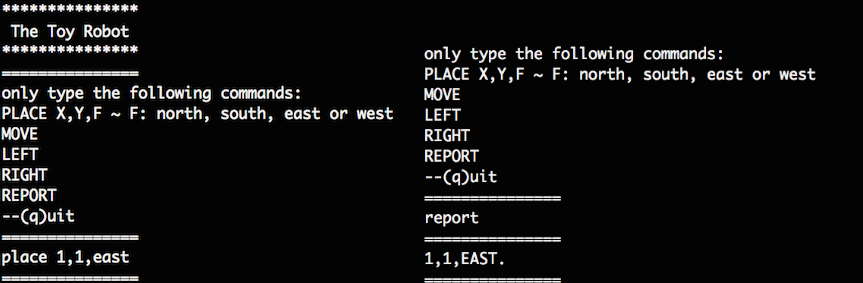 ***************
The Toy Robot
***************
===============
only type the following commands:
PLACE X,Y,F ~ F: north, south, east or west
MOVE
LEFT
RIGHT
REPORT
--(q)uit
===============
place 1,1,east
===============
only type the following commands:
PLACE X,Y,F ~ F: north, south, east or west
MOVE
LEFT
RIGHT
REPORT
--(q)uit
===============
report
===============
1,1,EAST.
===============